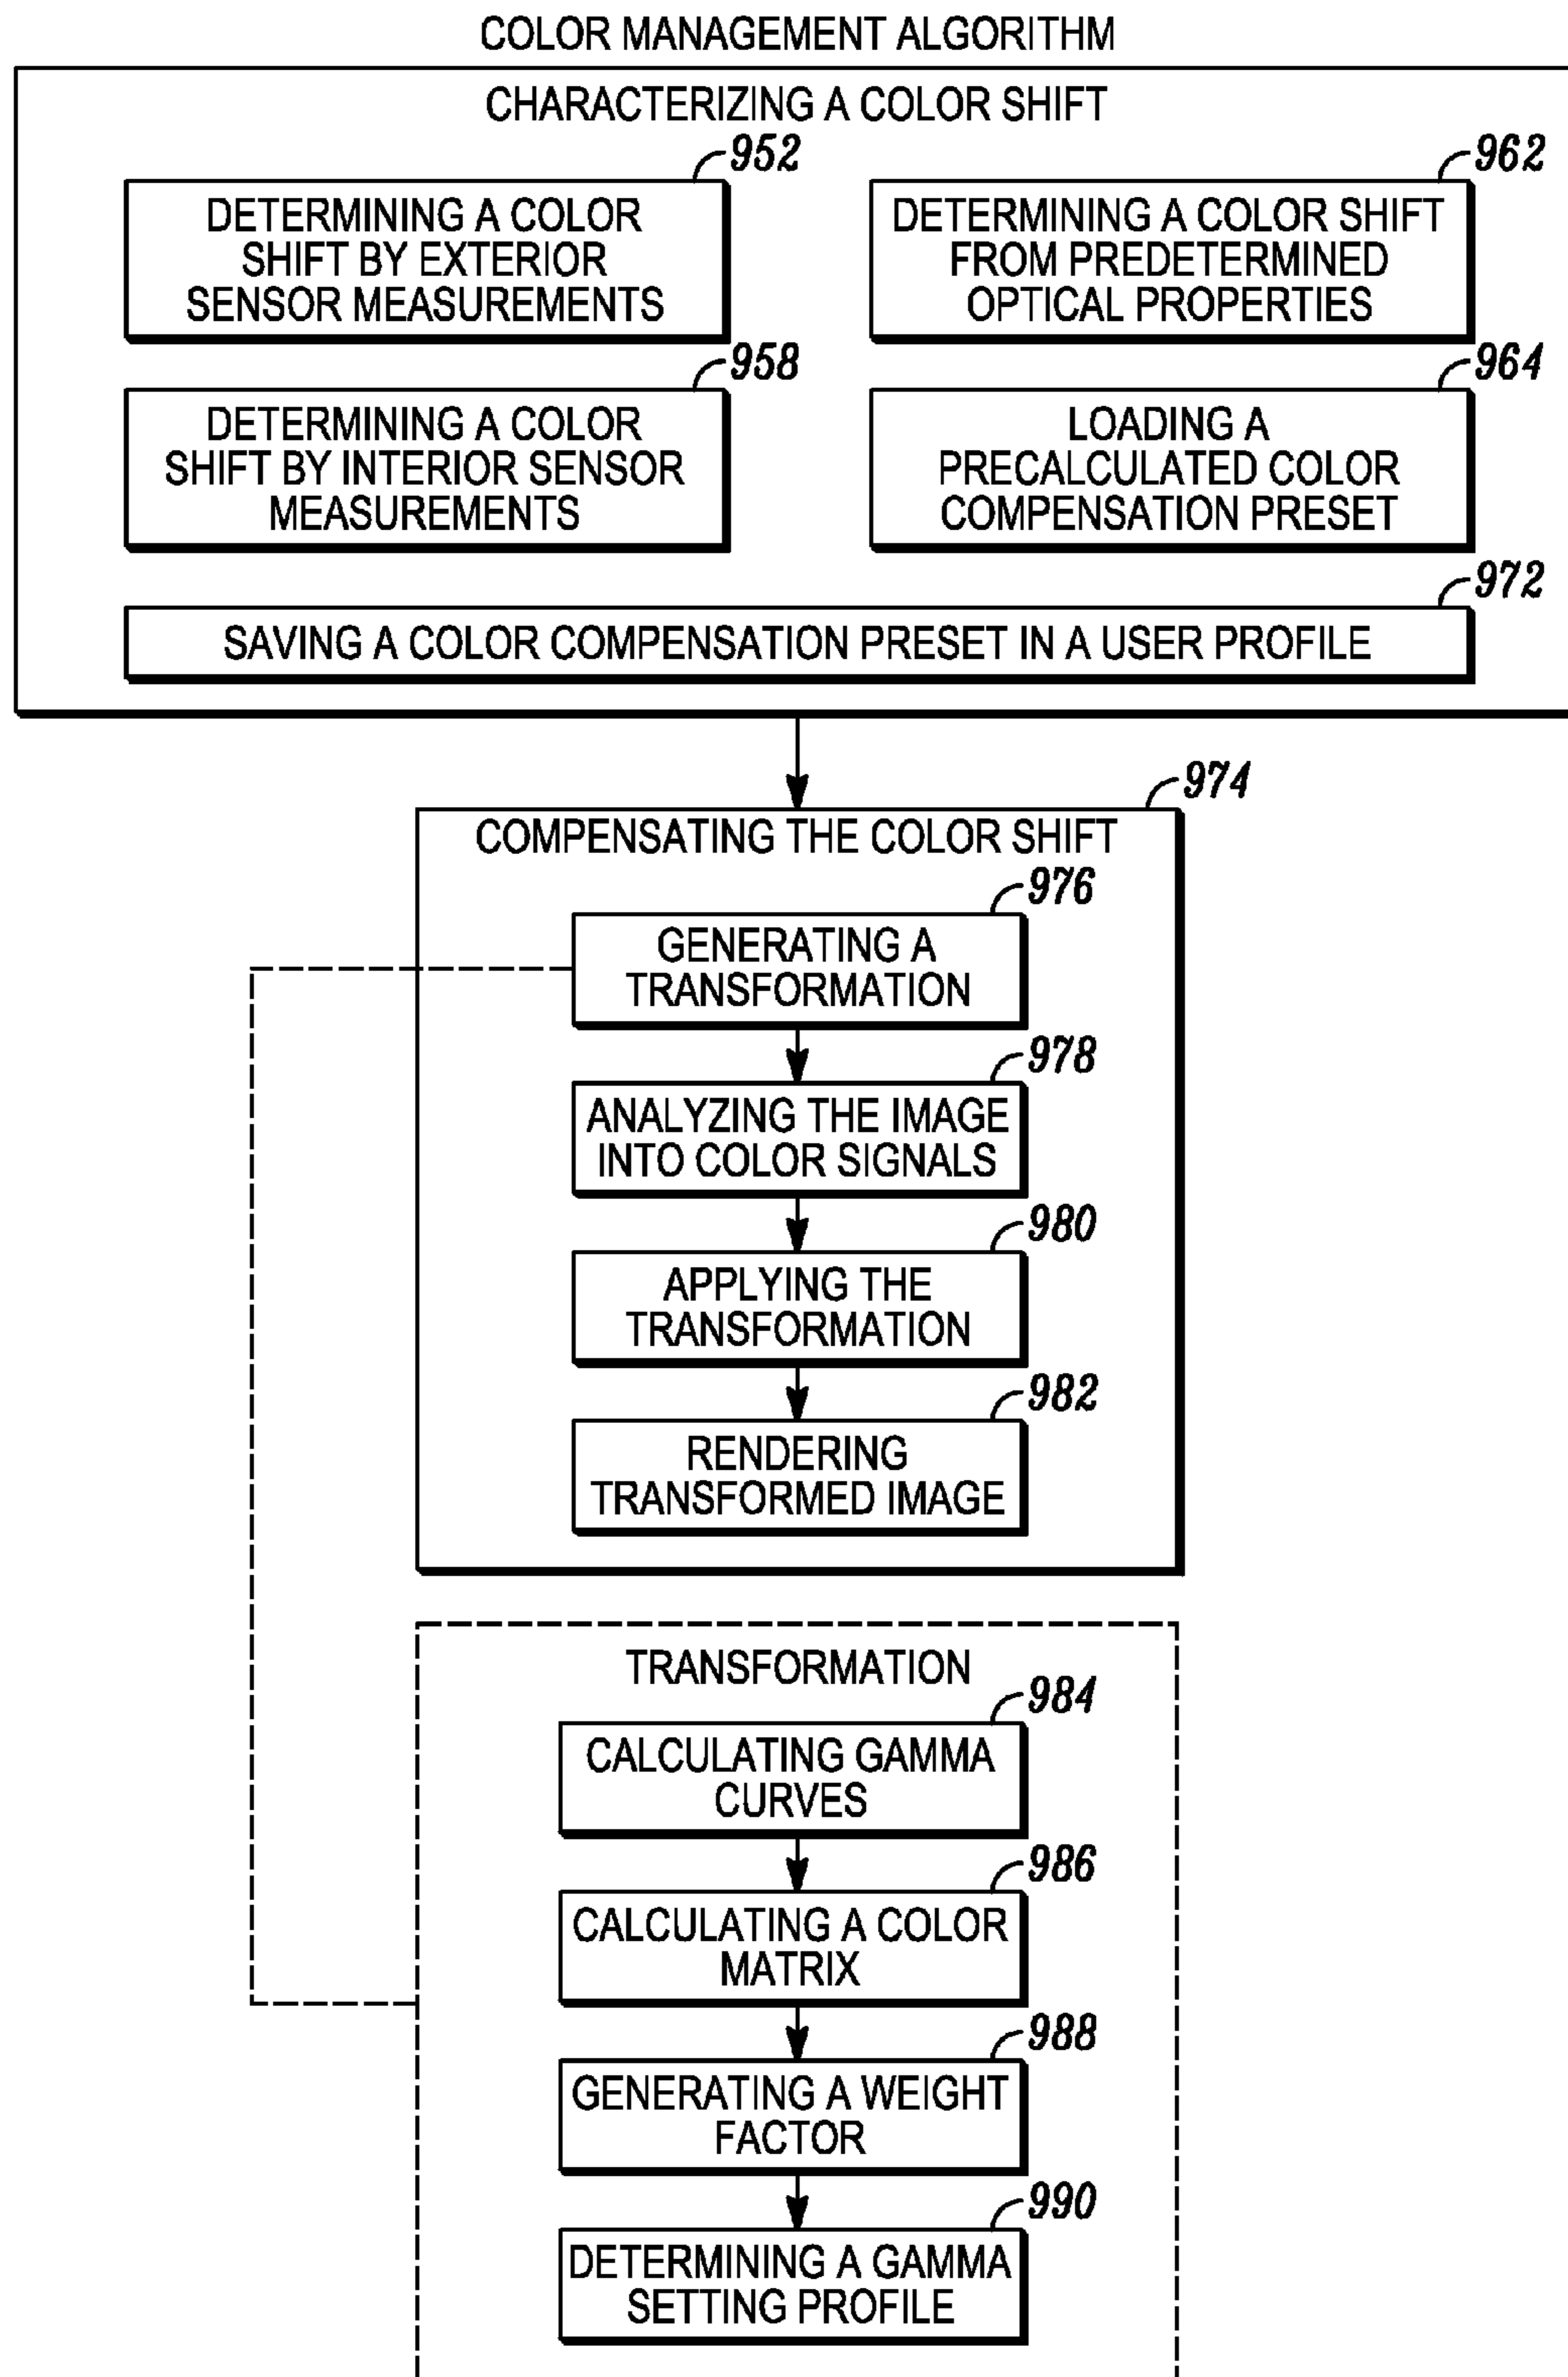 COLOR MANAGEMENT ALGORITHM
CHARACTERIZING A COLOR SHIFT
952
DETERMINING A COLOR
SHIFT BY EXTERIOR
SENSOR MEASUREMENTS
962
DETERMINING A COLOR SHIFT
FROM PREDETERMINED
OPTICAL PROPERTIES
958
DETERMINING A COLOR
SHIFT BY INTERIOR SENSOR
MEASUREMENTS
964
LOADING A
PRECALCULATED COLOR
COMPENSATION PRESET
972
SAVING A COLOR COMPENSATION PRESET IN A USER PROFILE
974
COMPENSATING THE COLOR SHIFT
976
GENERATING A
TRANSFORMATION
978
ANALYZING THE IMAGE
INTO COLOR SIGNALS
980
APPLYING THE
TRANSFORMATION
982
RENDERING
TRANSFORMED IMAGE
TRANSFORMATION
984
CALCULATING GAMMA
CURVES
986
CALCULATING A COLOR
MATRIX
988
GENERATING A WEIGHT
FACTOR
990
DETERMINING A GAMMA
SETTING PROFILE